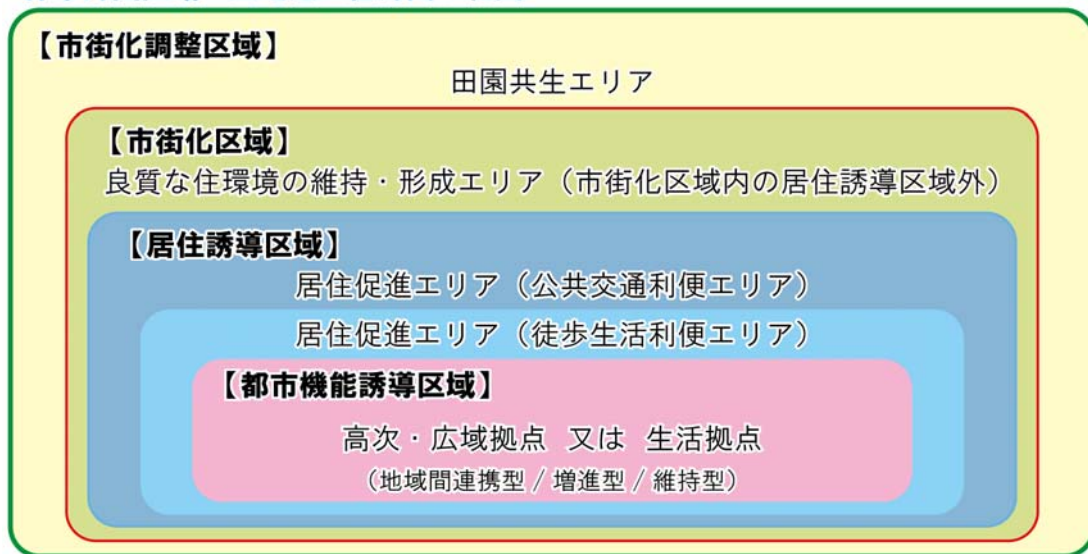 【市街化調整区域】
田園共生エリア
【市街化区域】
良質な住環境の維持・形成エリア（市街化区域内の居住誘導区域外）
【居住誘導区域】
居住促進エリア（公共交通利便エリア）
居住促進エリア（徒歩生活利便エリア）
【都市機能誘導区域】
高次・広域拠点 又は 生活拠点
（地域間連携型 / 増進型 / 維持型）